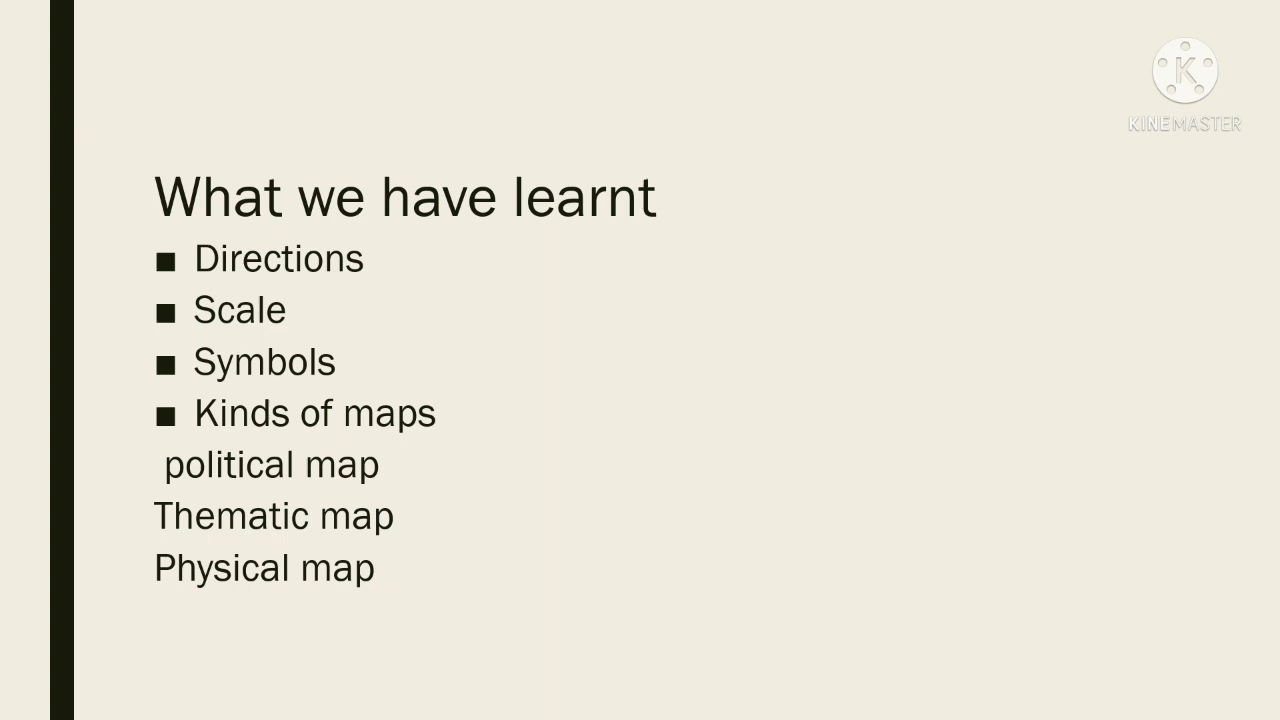 K
KINEMASTER
What we have learnt
■ Directions
■ Scale
■ Symbols
■ Kinds of maps
political map
Thematic map
Physical map